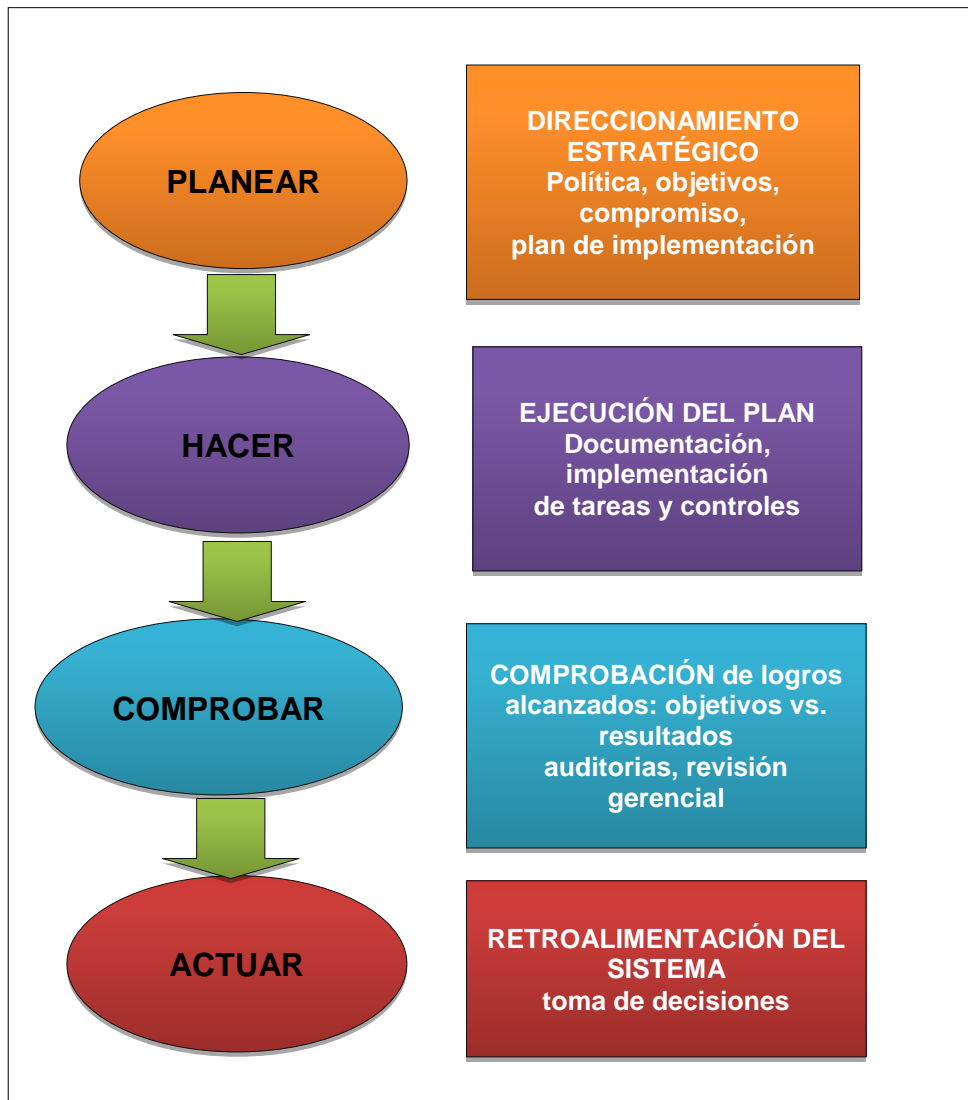 PLANEAR
DIRECCIONAMIENTO
ESTRATÉGICO
Política, objetivos,
compromiso,
plan de implementación
HACER
EJECUCIÓN DEL PLAN
Documentación,
implementación
de tareas y controles
COMPROBAR
COMPROBACIÓN de logros
alcanzados: objetivos vs.
resultados
auditorias, revisión
gerencial
ACTUAR
RETROALIMENTACIÓN DEL
SISTEMA
toma de decisiones